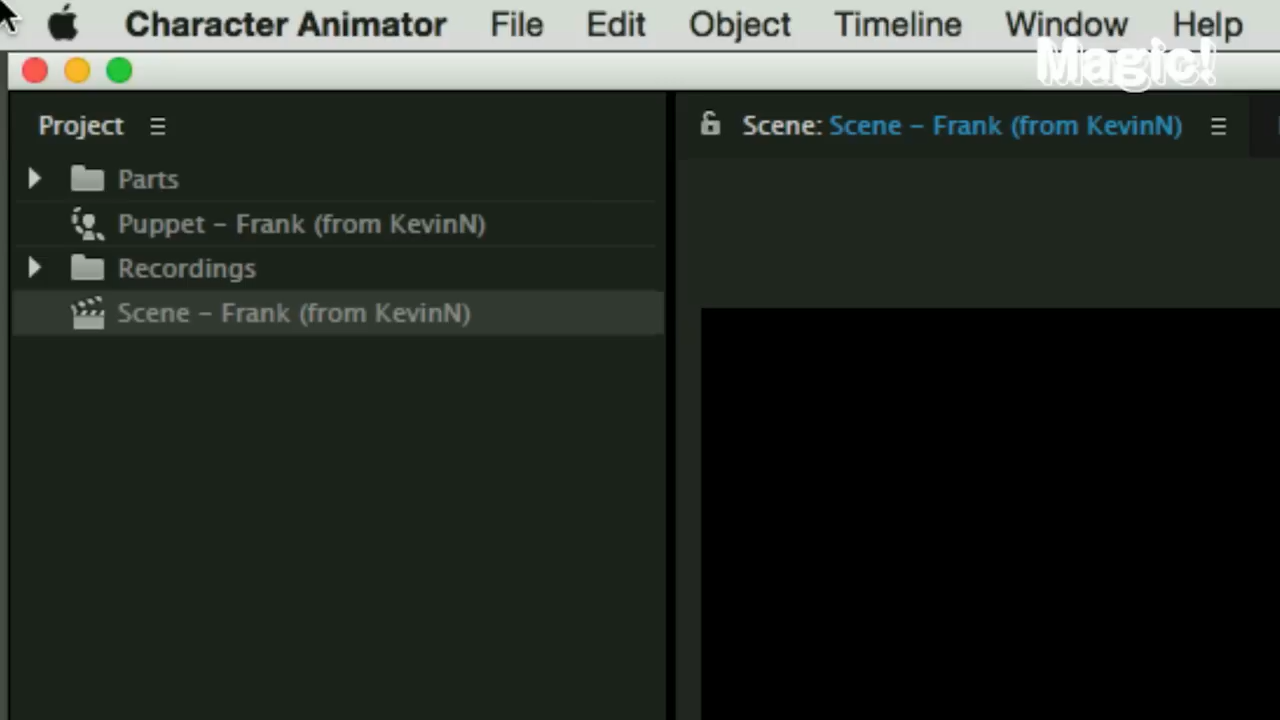 Character Animator File Edit Object Timeline Window Help
Magic!
Project
Scene: Scene – Frank (from KevinN)
Parts
Puppet – Frank (from KevinN)
Recordings
Scene – Frank (from KevinN)